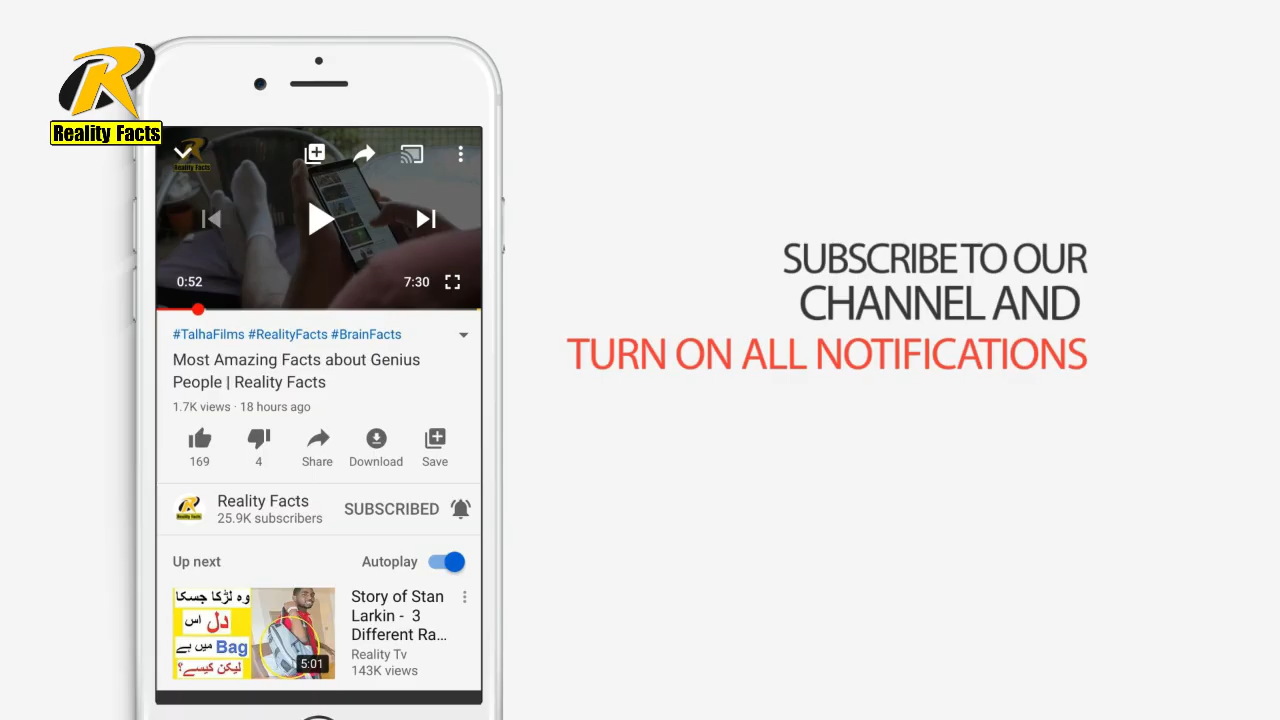 Reality Facts
0:52
7:30
#TalhaFilms #RealityFacts #BrainFacts
Most Amazing Facts about Genius
People | Reality Facts
1.7K views · 18 hours ago
169
4
Share
Download
Save
Reality Facts
25.9K subscribers
SUBSCRIBED
Up next
Autoplay
وہ لڑکا جسکا
دل اس
Bag میں ہے
لیکن کیسے؟
5:01
Story of Stan
Larkin - 3
Different Ra...
Reality Tv
143K views
SUBSCRIBE TO OUR
CHANNEL AND
TURN ON ALL NOTIFICATIONS